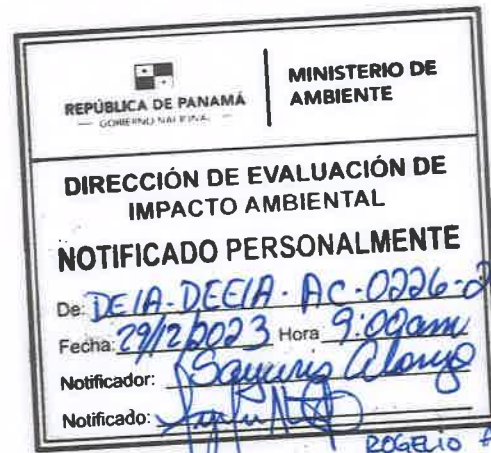 REPÚBLICA DE PANAMÁ
— GOBIERNO NACIONAL —
MINISTERIO DE
AMBIENTE
DIRECCIÓN DE EVALUACIÓN DE
IMPACTO AMBIENTAL
NOTIFICADO PERSONALMENTE
De: DEIA-DEEIA-AC-0226-2
Fecha: 29/12/2023 Hora 9:00am
Notificador:
Notificado:
ROGELIO